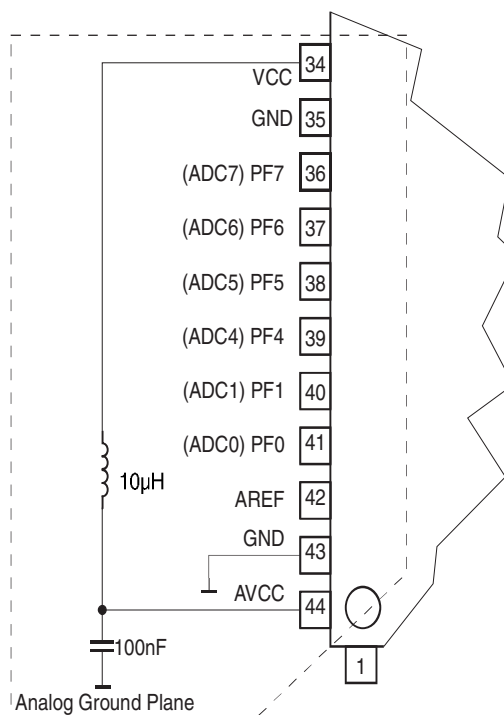 VCC 34
GND 35
(ADC7) PF7 36
(ADC6) PF6 37
(ADC5) PF5 38
(ADC4) PF4 39
(ADC1) PF1 40
(ADC0) PF0 41
10µH
AREF 42
GND 43
AVCC 44
100nF
1
Analog Ground Plane